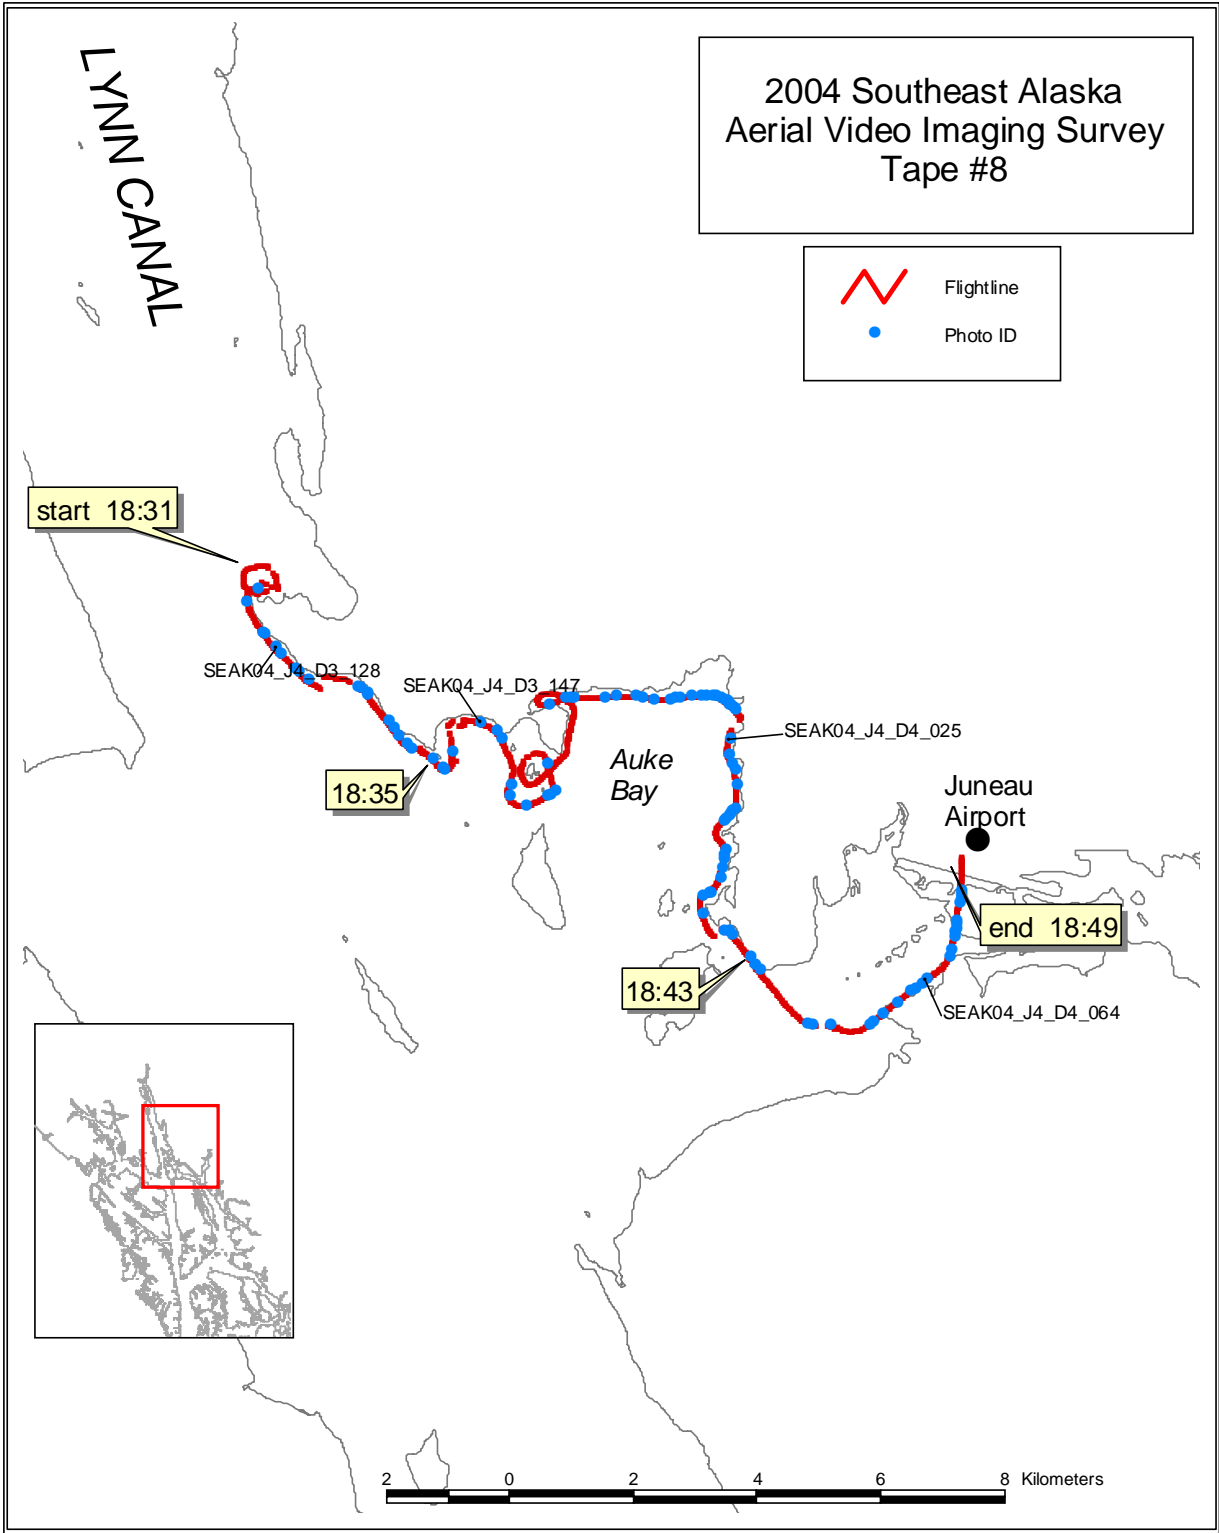 LYNN CANAL
2004 Southeast Alaska
Aerial Video Imaging Survey
Tape #8
Flightline
Photo ID
start 18:31
SEAK04_J4_D3_128
SEAK04_J4_D3_147
SEAK04_J4_D4_025
Auke
Bay
18:35
Juneau
Airport
end 18:49
18:43
SEAK04_J4_D4_064
2 0 2 4 6 8 Kilometers